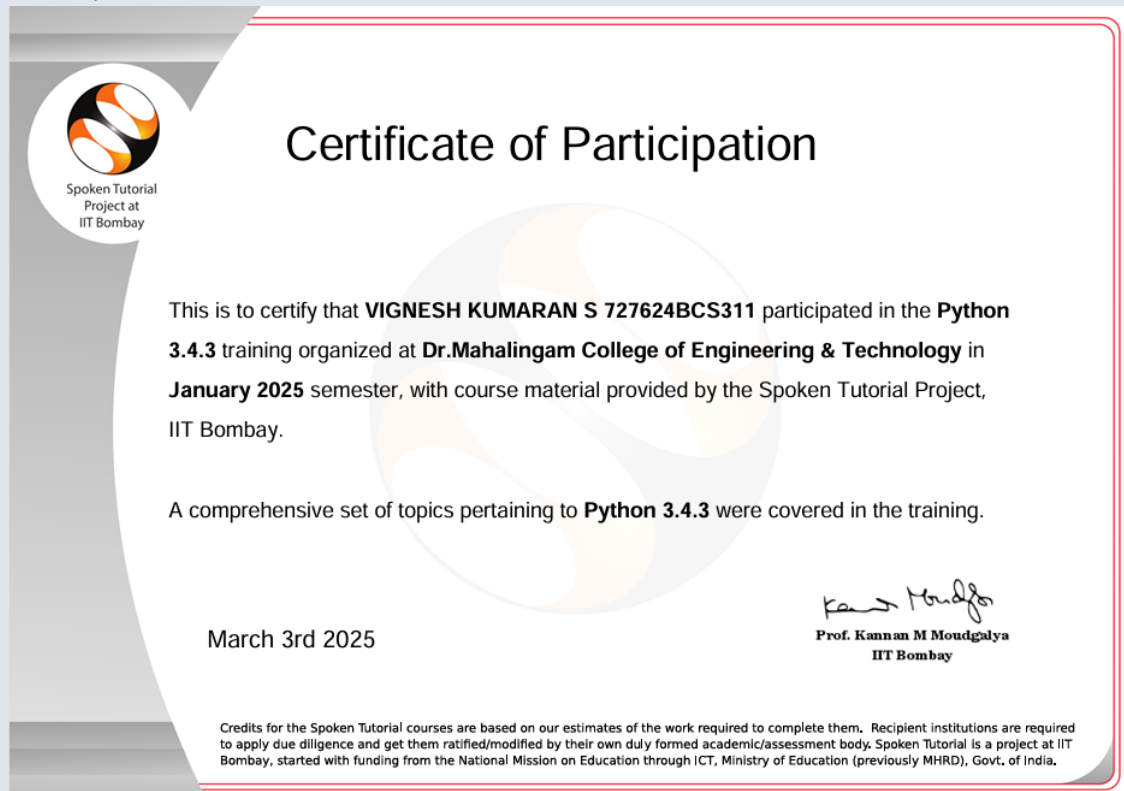 Spoken Tutorial
Project at
IIT Bombay
Certificate of Participation
This is to certify that VIGNESH KUMARAN S 727624BCS311 participated in the Python
3.4.3 training organized at Dr.Mahalingam College of Engineering & Technology in
January 2025 semester, with course material provided by the Spoken Tutorial Project,
IIT Bombay.
A comprehensive set of topics pertaining to Python 3.4.3 were covered in the training.
March 3rd 2025
Prof. Kannan M Moudgalya
IIT Bombay
Credits for the Spoken Tutorial courses are based on our estimates of the work required to complete them. Recipient institutions are required
to apply due diligence and get them ratified/modified by their own duly formed academic/assessment body. Spoken Tutorial is a project at IIT
Bombay, started with funding from the National Mission on Education through ICT, Ministry of Education (previously MHRD), Govt. of India.